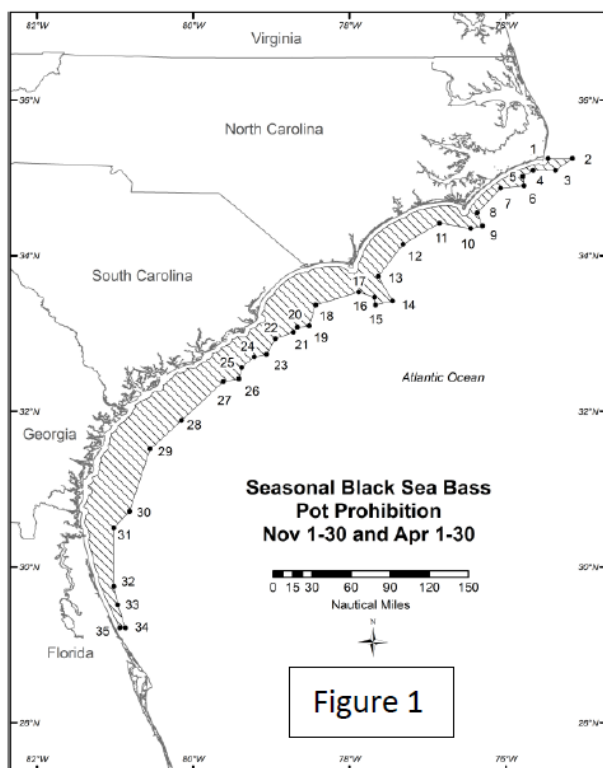 82°W 80°W 78°W 76°W
Virginia
36°N
36°N
North Carolina
1
2
5
4
3
7
6
8
9
11
10
34°N
34°N
12
South Carolina
13
17
14
16
15
18
20
19
22
21
24
23
25
Atlantic Ocean
26
27
32°N
32°N
28
Georgia
29
Seasonal Black Sea Bass
Pot Prohibition
Nov 1-30 and Apr 1-30
30
31
30°N
30°N
0 15 30 60 90 120 150
Nautical Miles
32
33
N
35
34
Florida
Figure 1
28°N
28°N
82°W 80°W 78°W 76°W